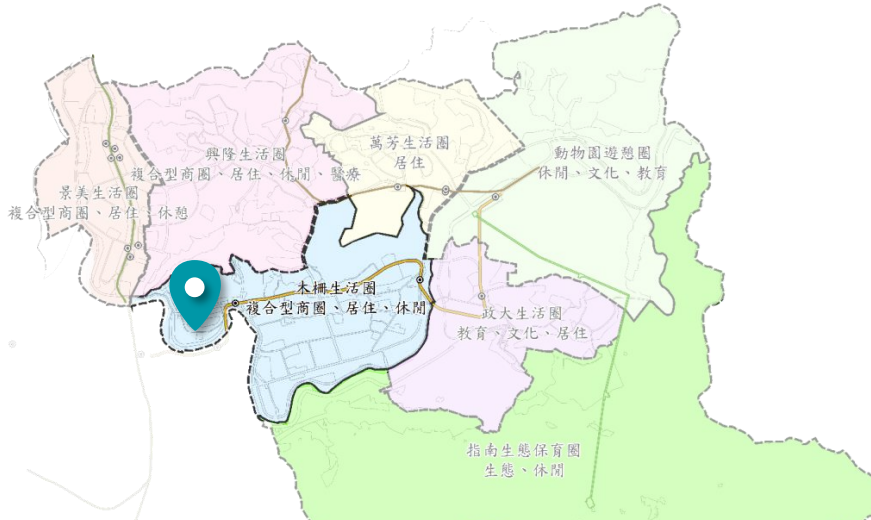 萬芳生活圈
居住
興隆生活圈
複合型商圈、居住、休閒、醫療
動物園遊憩圈
休閒、文化、教育
景美生活圈
複合型商圈、居住、休憩
木柵生活圈
複合型商圈、居住、休閒
政大生活圈
教育、文化、居住
指南生態保育圈
生態、休閒